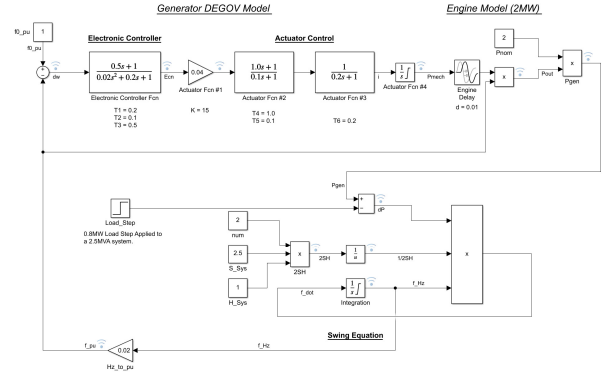 Generator DEGOV Model
Engine Model (2MW)
f0_pu
1
f0_pu
Electronic Controller
Actuator Control
dw
0.5s + 1
0.02s² + 0.2s + 1
Electronic Controller Fcn
T1 = 0.2
T2 = 0.1
T3 = 0.5
Ecn
0.04
Actuator Fcn #1
K = 15
1.0s + 1
0.1s + 1
Actuator Fcn #2
T4 = 1.0
T5 = 0.1
1
0.2s + 1
Actuator Fcn #3
T6 = 0.2
i
1
s
Actuator Fcn #4
Pmech
Engine
Delay
d = 0.01
2
Pnom
x
Pout
x
Pgen
Pgen
+
−
dP
Load_Step
0.8MW Load Step Applied to
a 2.5MVA system.
2
num
2.5
S_Sys
1
H_Sys
x
2SH
2SH
1
u
1/2SH
f_dot
1
s
Integration
f_Hz
x
Swing Equation
f_pu
0.02
Hz_to_pu
f_Hz